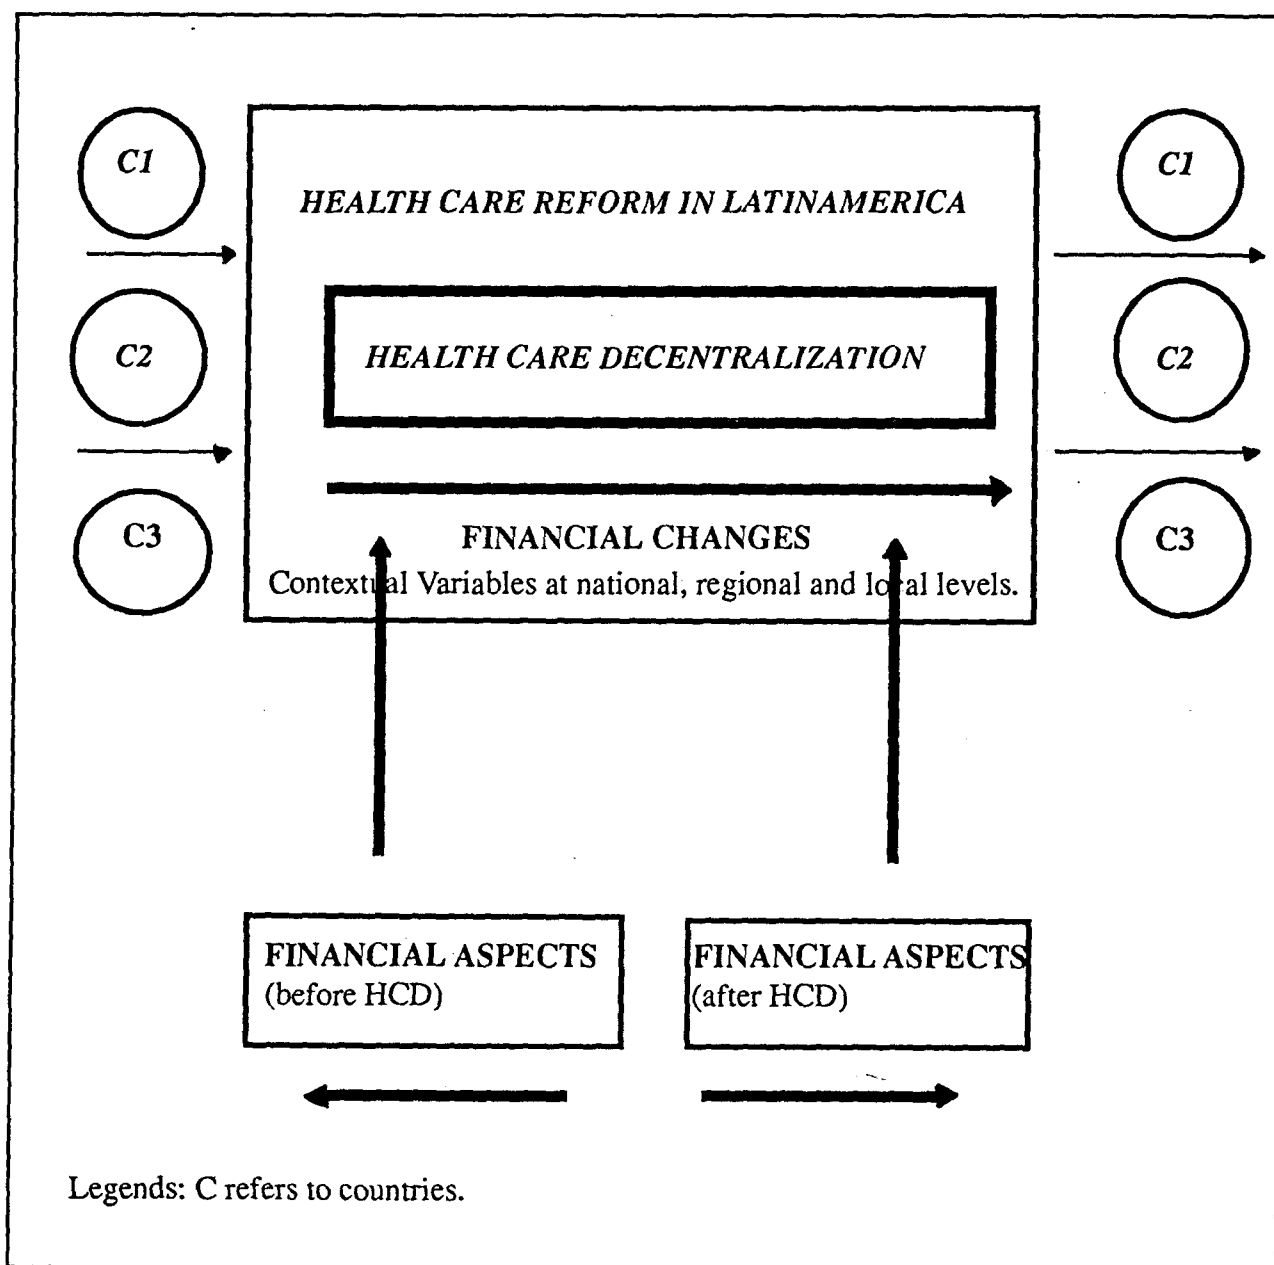 C1
C1
HEALTH CARE REFORM IN LATINAMERICA
C2
HEALTH CARE DECENTRALIZATION
C2
C3
FINANCIAL CHANGES
C3
Contextual Variables at national, regional and local levels.
FINANCIAL ASPECTS
(before HCD)
FINANCIAL ASPECTS
(after HCD)
Legends: C refers to countries.